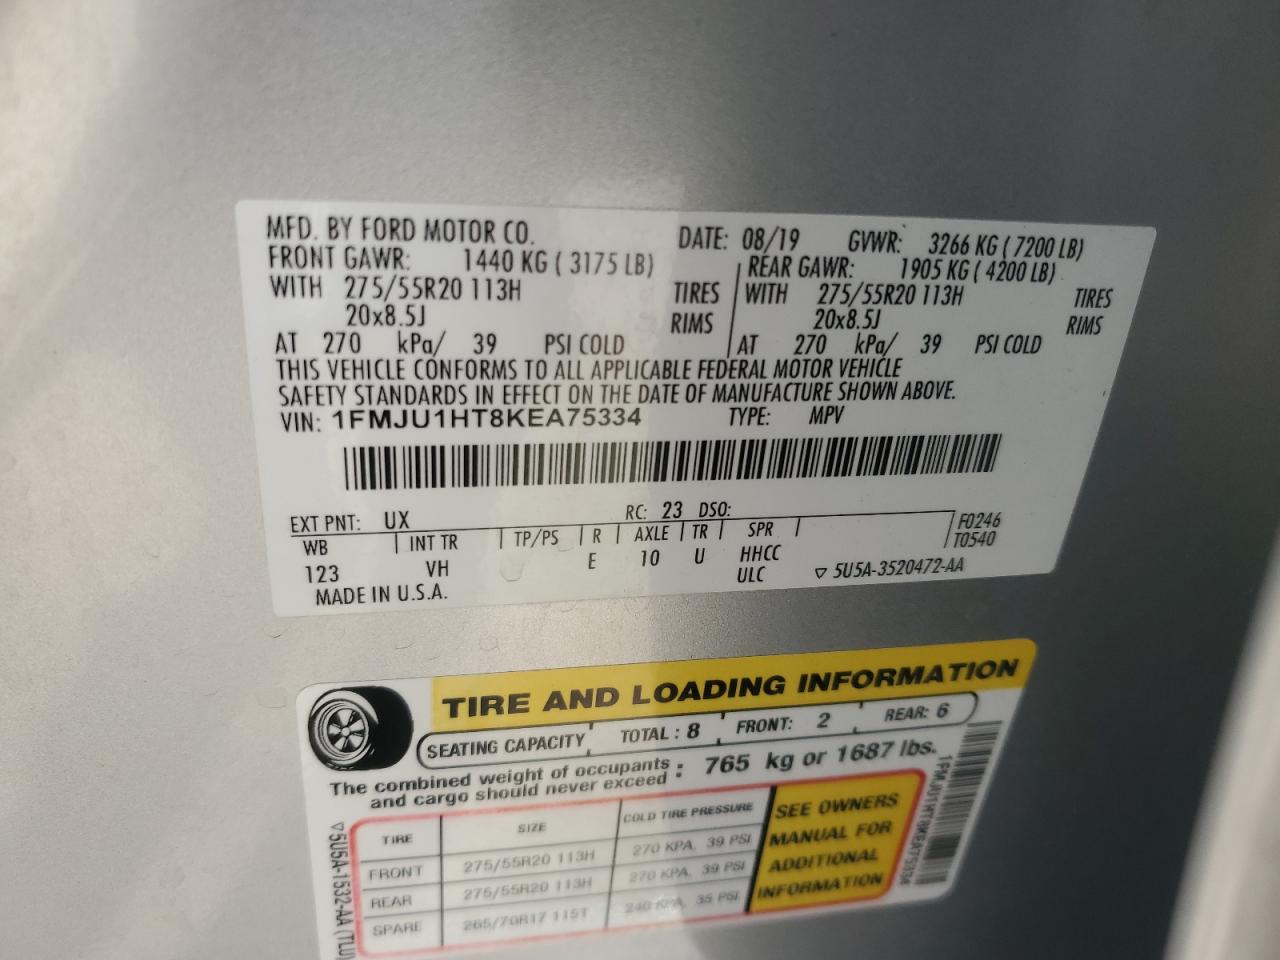 MFD. BY FORD MOTOR CO. DATE: 08/19 GVWR: 3266 KG ( 7200 LB)
FRONT GAWR: 1440 KG ( 3175 LB) REAR GAWR: 1905 KG ( 4200 LB)
WITH 275/55R20 113H TIRES WITH 275/55R20 113H TIRES
20x8.5J RIMS 20x8.5J RIMS
AT 270 kPa/ 39 PSI COLD AT 270 kPa/ 39 PSI COLD
THIS VEHICLE CONFORMS TO ALL APPLICABLE FEDERAL MOTOR VEHICLE
SAFETY STANDARDS IN EFFECT ON THE DATE OF MANUFACTURE SHOWN ABOVE.
VIN: 1FMJU1HT8KEA75334 TYPE: MPV
EXT PNT: UX RC: 23 DSO:
WB INT TR TP/PS R AXLE TR SPR F0246
T0540
123 VH E 10 U HHCC
ULC ▽ 5U5A-3520472-AA
MADE IN U.S.A.
TIRE AND LOADING INFORMATION
SEATING CAPACITY TOTAL : 8 FRONT: 2 REAR: 6
The combined weight of occupants and cargo should never exceed : 765 kg or 1687 lbs.
TIRE SIZE COLD TIRE PRESSURE
FRONT 275/55R20 113H 270 KPA, 39 PSI
REAR 275/55R20 113H 270 KPA, 39 PSI
SPARE 265/70R17 115T 240 KPA, 35 PSI
SEE OWNERS
MANUAL FOR
ADDITIONAL
INFORMATION
1FMJU1HT8KEA75334
▽5U5A-1532-AA (TLU)